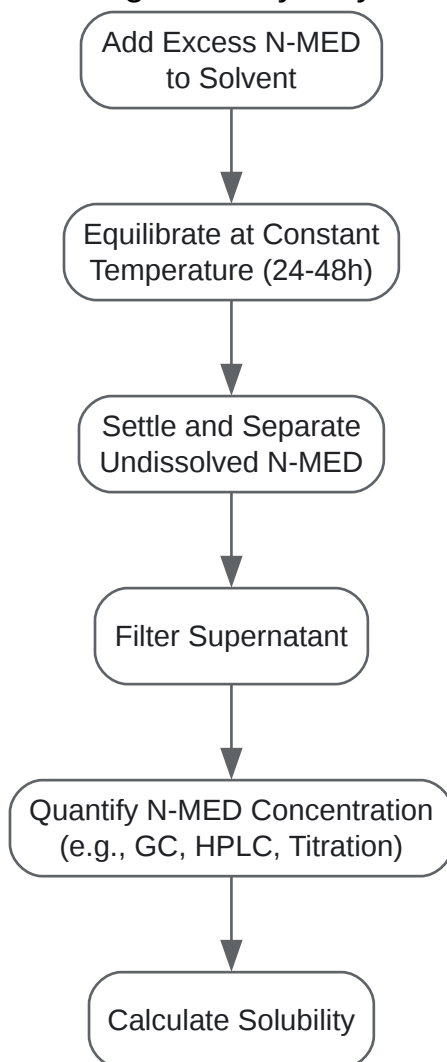 Add Excess N-MED
to Solvent
Equilibrate at Constant
Temperature (24-48h)
Settle and Separate
Undissolved N-MED
Filter Supernatant
Quantify N-MED Concentration
(e.g., GC, HPLC, Titration)
Calculate Solubility